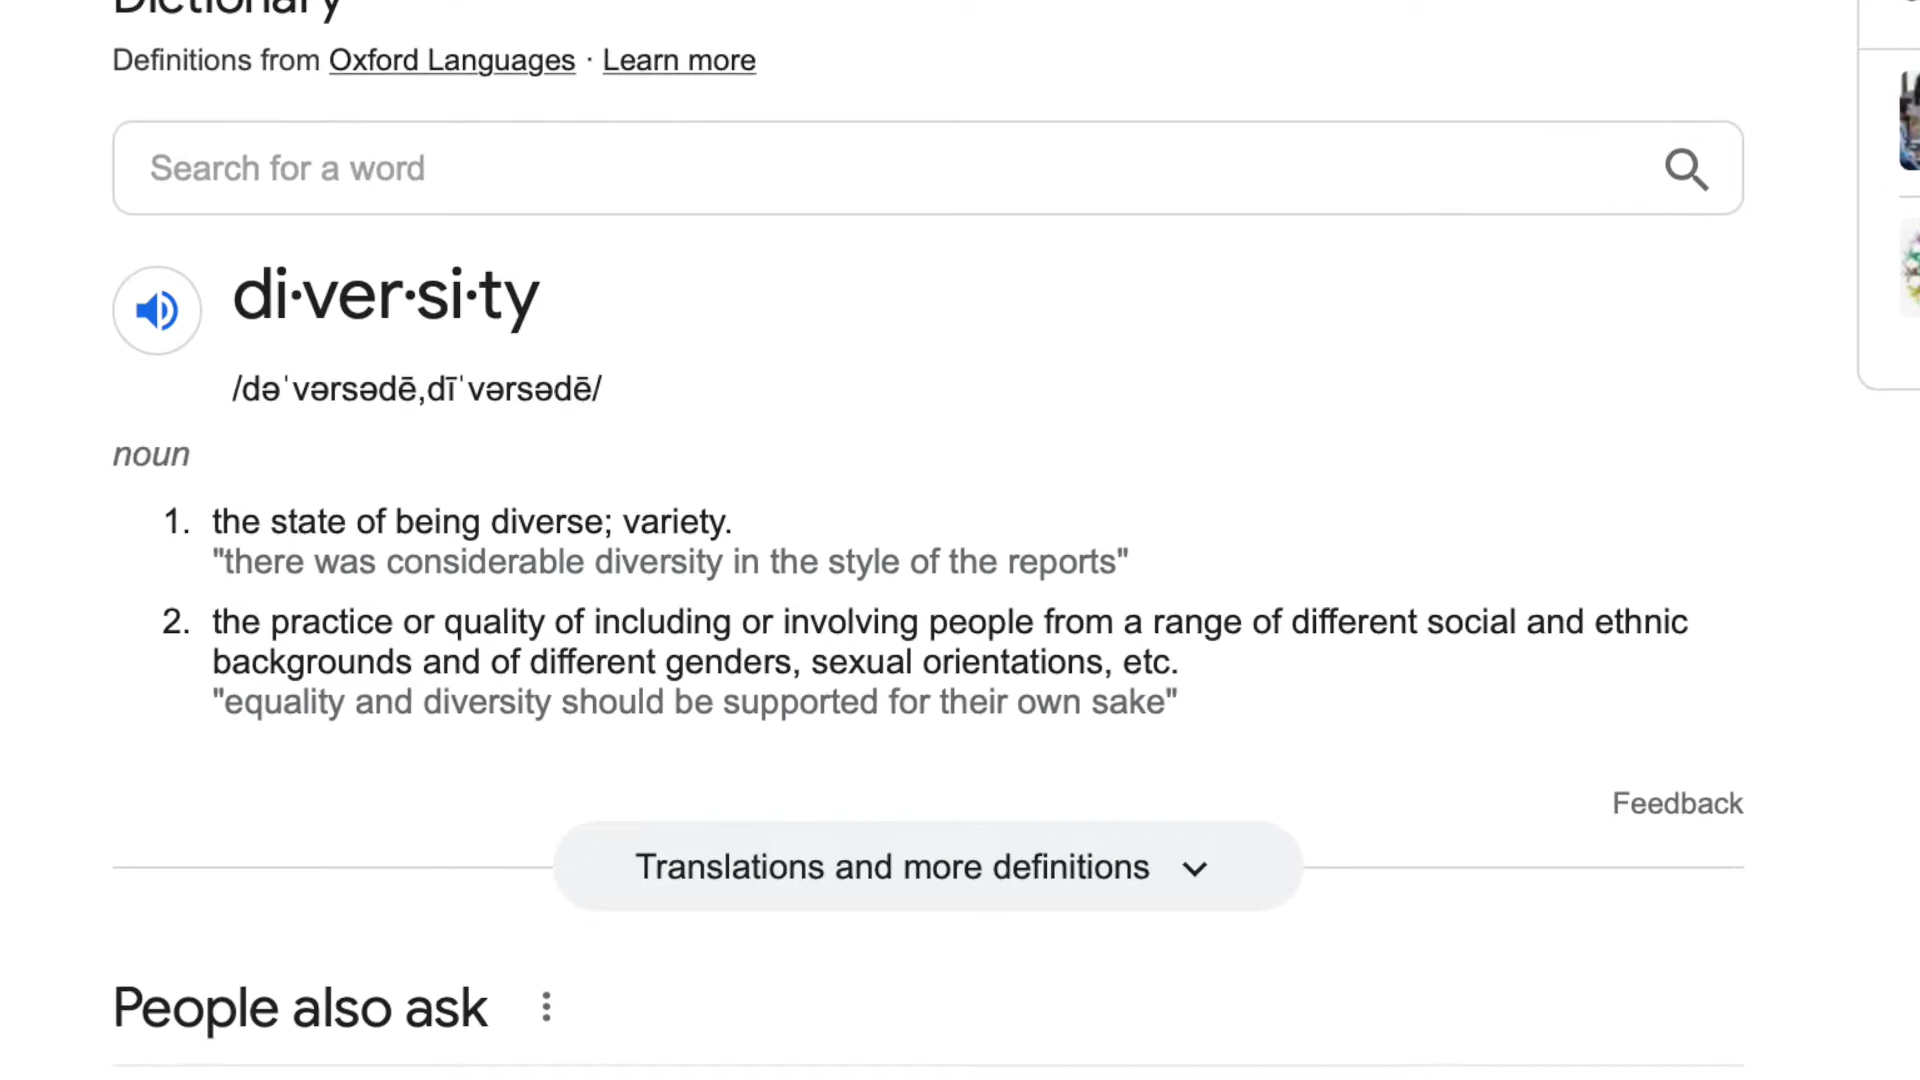 Dictionary
Definitions from Oxford Languages · Learn more
Search for a word
di·ver·si·ty
/dəˈvərsədē,dīˈvərsədē/
noun
1. the state of being diverse; variety.
"there was considerable diversity in the style of the reports"
2. the practice or quality of including or involving people from a range of different social and ethnic
backgrounds and of different genders, sexual orientations, etc.
"equality and diversity should be supported for their own sake"
Feedback
Translations and more definitions
People also ask